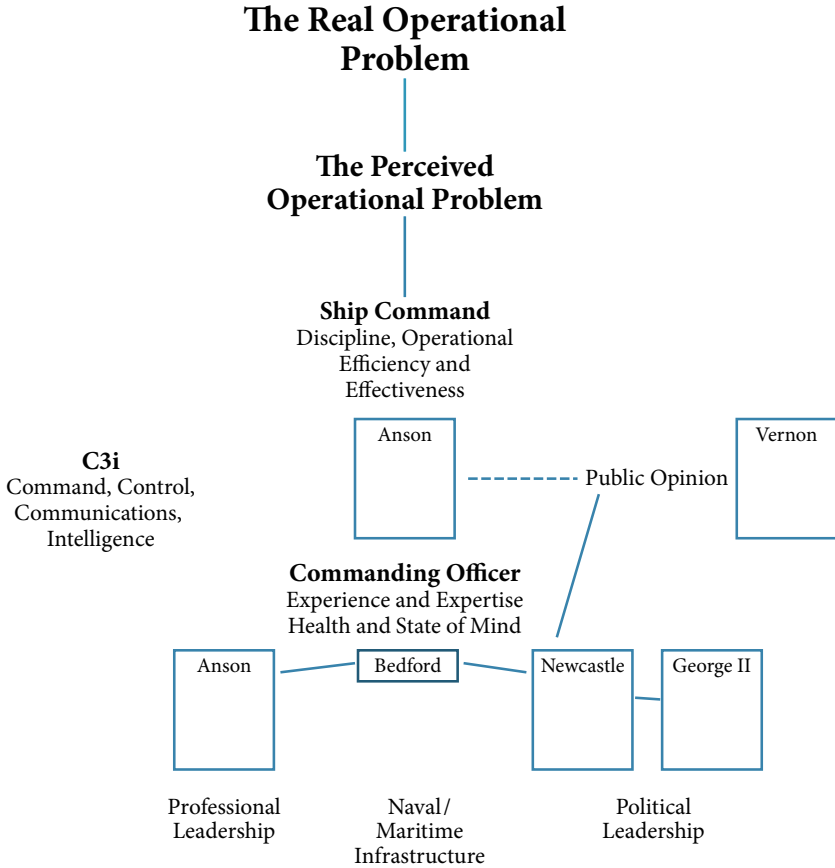 The Real Operational
Problem
The Perceived
Operational Problem
Ship Command
Discipline, Operational
Efficiency and
Effectiveness
Anson
Vernon
C3i
Command, Control,
Communications,
Intelligence
Public Opinion
Commanding Officer
Experience and Expertise
Health and State of Mind
Anson
Bedford
Newcastle
George II
Professional
Leadership
Naval/
Maritime
Infrastructure
Political
Leadership